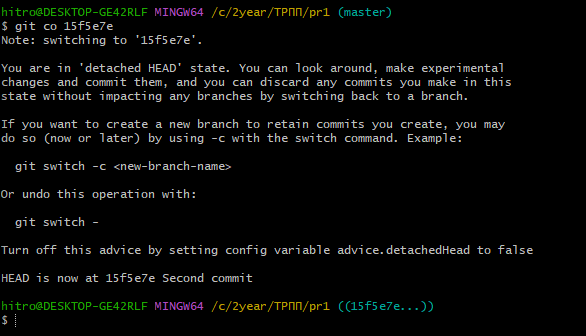 hitro@DESKTOP-GE42RLF MINGW64 /c/2year/ТРПП/pr1 (master)
$ git co 15f5e7e
Note: switching to '15f5e7e'.
You are in 'detached HEAD' state. You can look around, make experimental
changes and commit them, and you can discard any commits you make in this
state without impacting any branches by switching back to a branch.
If you want to create a new branch to retain commits you create, you may
do so (now or later) by using -c with the switch command. Example:
git switch -c <new-branch-name>
Or undo this operation with:
git switch -
Turn off this advice by setting config variable advice.detachedHead to false
HEAD is now at 15f5e7e Second commit
hitro@DESKTOP-GE42RLF MINGW64 /c/2year/ТРПП/pr1 ((15f5e7e...))
$